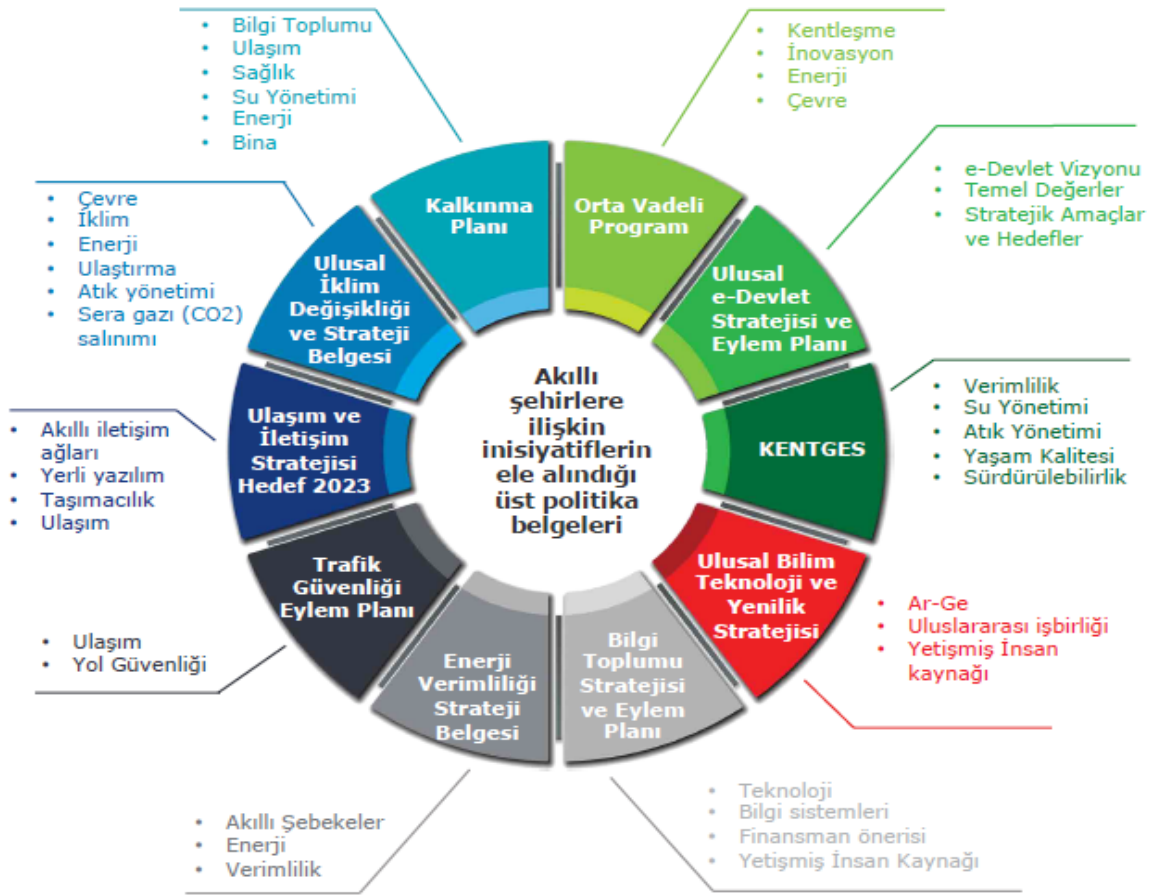 • Bilgi Toplumu
• Ulaşım
• Sağlık
• Su Yönetimi
• Enerji
• Bina
• Kentleşme
• İnovasyon
• Enerji
• Çevre
• e-Devlet Vizyonu
• Temel Değerler
• Stratejik Amaçlar
ve Hedefler
• Çevre
• İklim
• Enerji
• Ulaştırma
• Atık yönetimi
• Sera gazı (CO2)
salınımı
Kalkınma
Planı
Orta Vadeli
Program
Ulusal
İklim
Değişikliği
ve Strateji
Belgesi
Ulusal
e-Devlet
Stratejisi ve
Eylem Planı
Akıllı
şehirlere
ilişkin
inisiyatiflerin
ele alındığı
üst politika
belgeleri
• Akıllı iletişim
ağları
• Yerli yazılım
• Taşımacılık
• Ulaşım
Ulaşım ve
İletişim
Stratejisi
Hedef 2023
KENTGES
• Verimlilik
• Su Yönetimi
• Atık Yönetimi
• Yaşam Kalitesi
• Sürdürülebilirlik
Trafik
Güvenliği
Eylem Planı
Ulusal Bilim
Teknoloji ve
Yenilik
Stratejisi
• Ulaşım
• Yol Güvenliği
• Ar-Ge
• Uluslararası işbirliği
• Yetişmiş İnsan
kaynağı
Enerji
Verimliliği
Strateji
Belgesi
Bilgi
Toplumu
Stratejisi
ve Eylem
Planı
• Akıllı Şebekeler
• Enerji
• Verimlilik
• Teknoloji
• Bilgi sistemleri
• Finansman önerisi
• Yetişmiş İnsan Kaynağı